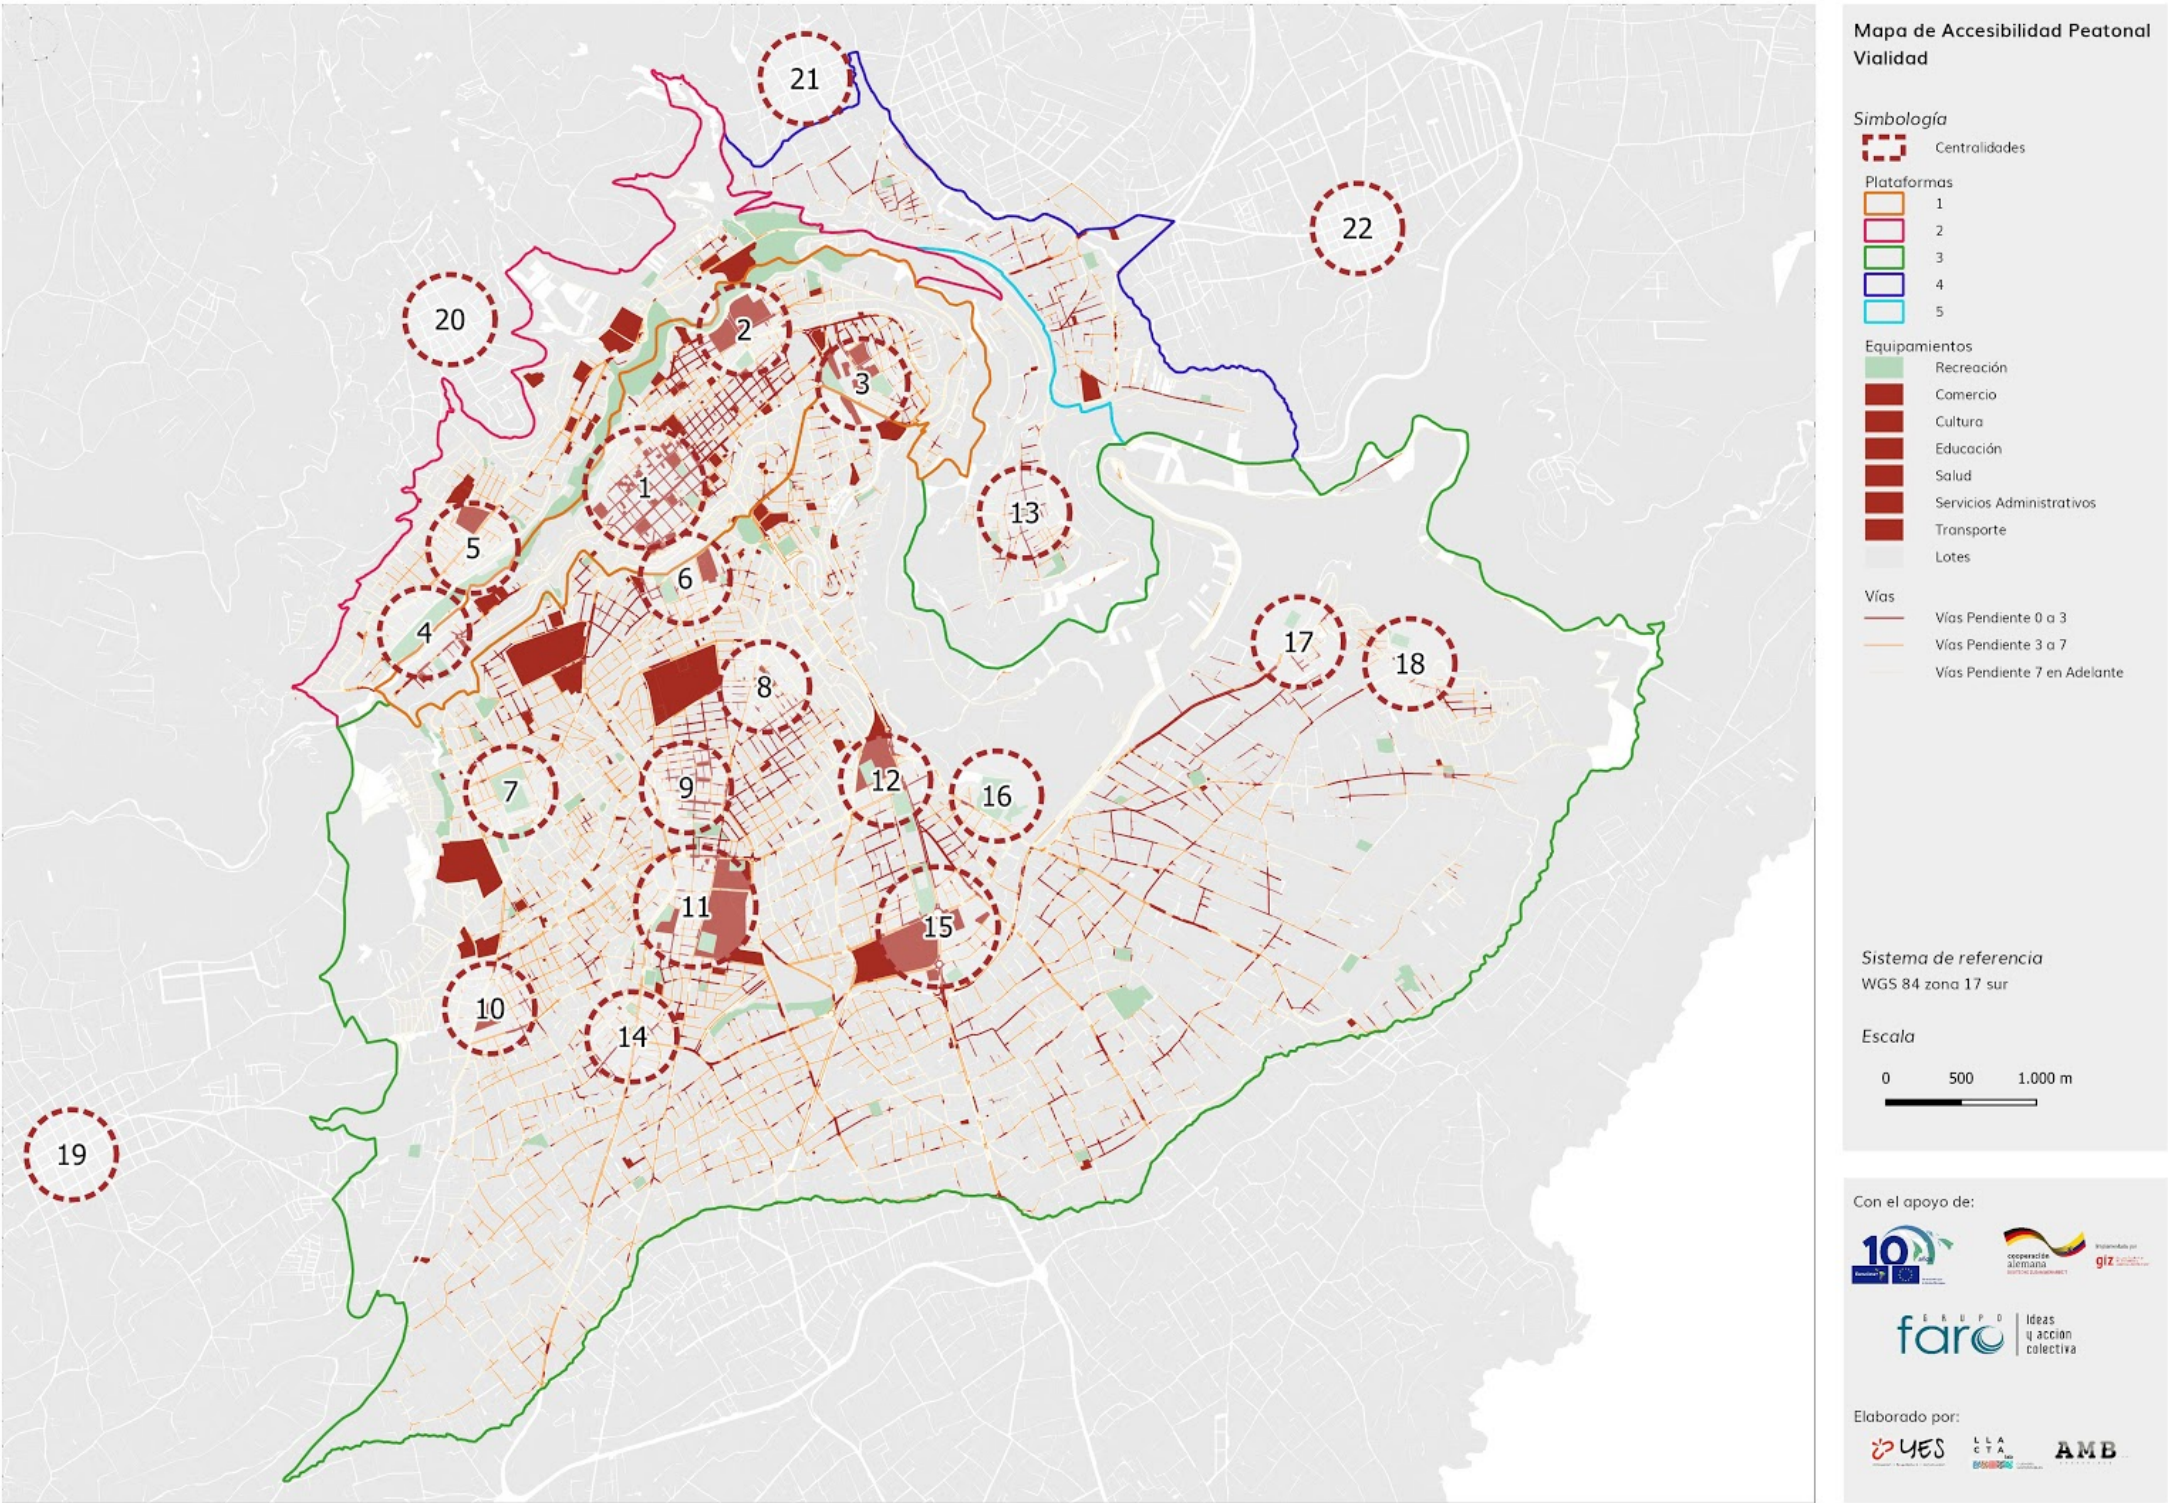 21
22
20
2
3
1
13
5
6
4
17
18
8
7
9
12
16
11
15
10
14
19
Mapa de Accesibilidad Peatonal
Vialidad
Simbología
Centralidades
Plataformas
1
2
3
4
5
Equipamientos
Recreación
Comercio
Cultura
Educación
Salud
Servicios Administrativos
Transporte
Lotes
Vías
Vías Pendiente 0 a 3
Vías Pendiente 3 a 7
Vías Pendiente 7 en Adelante
Sistema de referencia
WGS 84 zona 17 sur
Escala
0 500 1.000 m
Con el apoyo de:
10
cooperación
alemana
giz
GRUPO
faro
Ideas
y acción
colectiva
Elaborado por:
YES
LLA
CTA
AMB